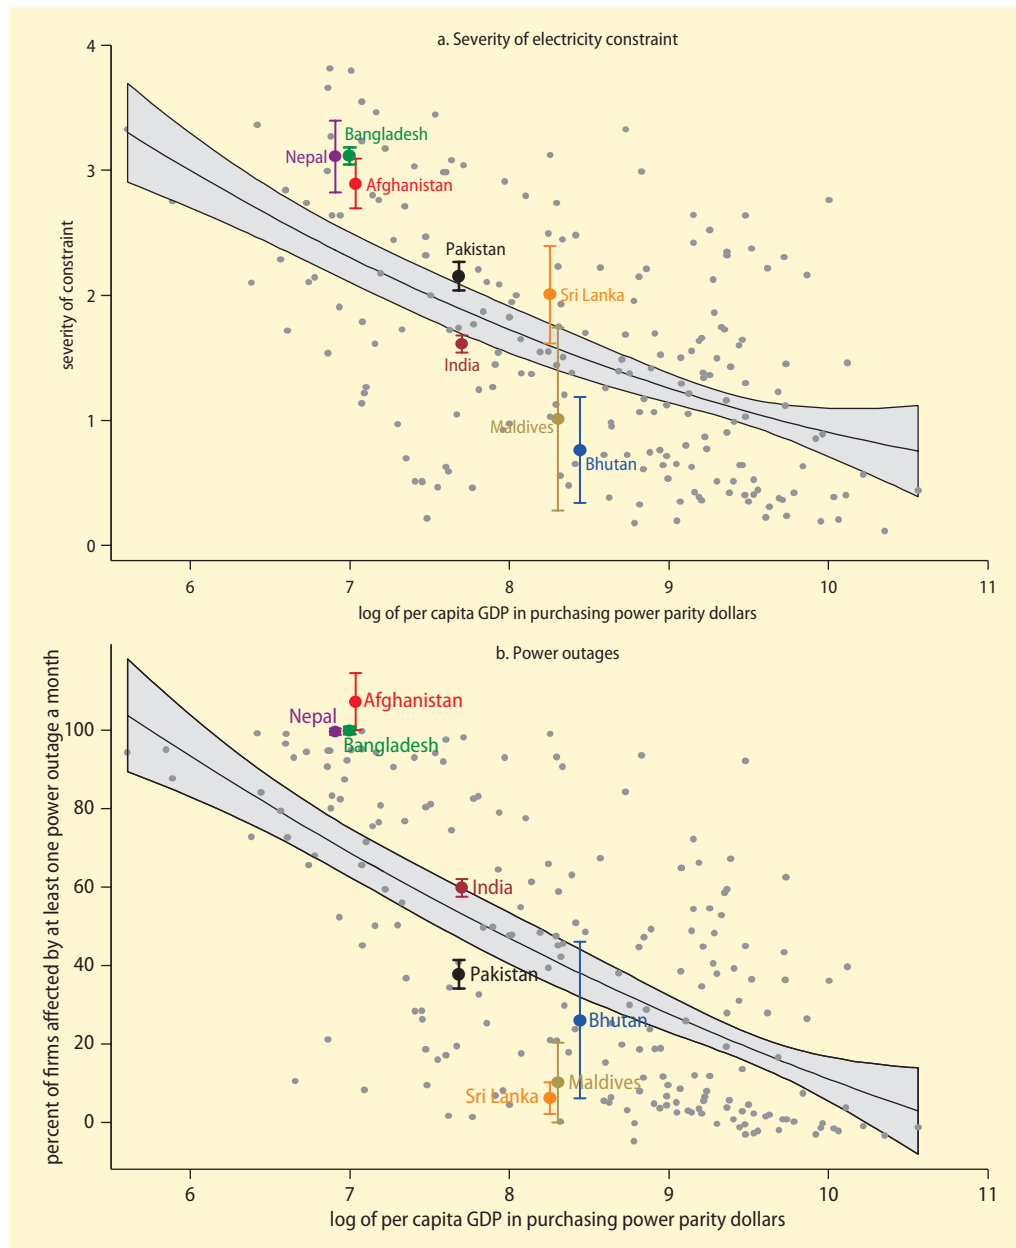 a. Severity of electricity constraint
4
3
2
1
0
severity of constraint
Bangladesh
Nepal
Afghanistan
Pakistan
Sri Lanka
India
Maldives
Bhutan
6 7 8 9 10 11
log of per capita GDP in purchasing power parity dollars
b. Power outages
100
80
60
40
20
0
percent of firms affected by at least one power outage a month
Afghanistan
Nepal
Bangladesh
India
Pakistan
Bhutan
Maldives
Sri Lanka
6 7 8 9 10 11
log of per capita GDP in purchasing power parity dollars